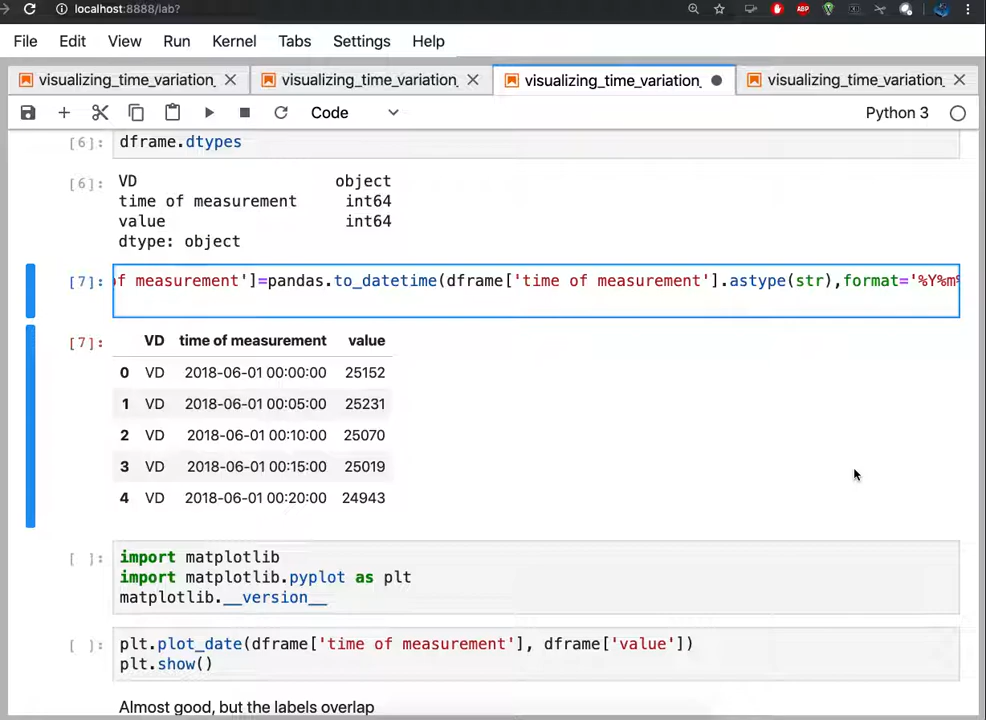 localhost:8888/lab?
ABP
File Edit View Run Kernel Tabs Settings Help
visualizing_time_variation_ visualizing_time_variation_ visualizing_time_variation_ visualizing_time_variation_
Code Python 3
[6]: dframe.dtypes
[6]: VD object
time of measurement int64
value int64
dtype: object
[7]: of measurement']=pandas.to_datetime(dframe['time of measurement'].astype(str),format='%Y%m%
[7]: VD time of measurement value
0 VD 2018-06-01 00:00:00 25152
1 VD 2018-06-01 00:05:00 25231
2 VD 2018-06-01 00:10:00 25070
3 VD 2018-06-01 00:15:00 25019
4 VD 2018-06-01 00:20:00 24943
[ ]: import matplotlib
import matplotlib.pyplot as plt
matplotlib.__version__
[ ]: plt.plot_date(dframe['time of measurement'], dframe['value'])
plt.show()
Almost good, but the labels overlap